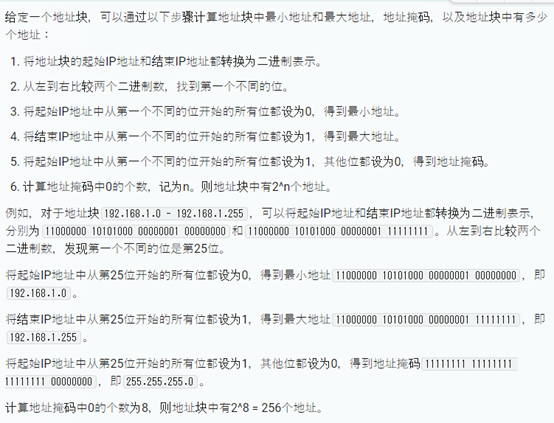 给定一个地址块，可以通过以下步骤计算地址块中最小地址和最大地址，地址掩码，以及地址块中有多少
个地址：
1. 将地址块的起始IP地址和结束IP地址都转换为二进制表示。
2. 从左到右比较两个二进制数，找到第一个不同的位。
3. 将起始IP地址中从第一个不同的位开始的所有位都设为0，得到最小地址。
4. 将结束IP地址中从第一个不同的位开始的所有位都设为1，得到最大地址。
5. 将起始IP地址中从第一个不同的位开始的所有位都设为1，其他位都设为0，得到地址掩码。
6. 计算地址掩码中0的个数，记为n。则地址块中有2^n个地址。
例如，对于地址块 192.168.1.0 - 192.168.1.255 ，可以将起始IP地址和结束IP地址都转换为二进制表示，
分别为 11000000 10101000 00000001 00000000 和 11000000 10101000 00000001 11111111 。从左到右比较两个
二进制数，发现第一个不同的位是第25位。
将起始IP地址中从第25位开始的所有位都设为0，得到最小地址 11000000 10101000 00000001 00000000 ，即
192.168.1.0 。
将结束IP地址中从第25位开始的所有位都设为1，得到最大地址 11000000 10101000 00000001 11111111 ，即
192.168.1.255 。
将起始IP地址中从第25位开始的所有位都设为1，其他位都设为0，得到地址掩码 11111111 11111111
11111111 00000000 ，即 255.255.255.0 。
计算地址掩码中0的个数为8，则地址块中有2^8 = 256个地址。